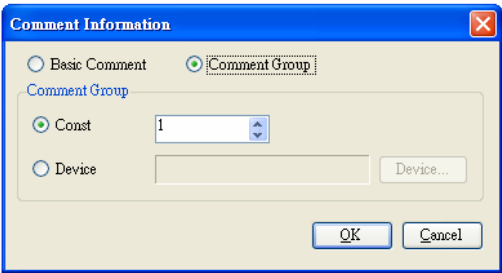 Comment Information
Basic Comment Comment Group
Comment Group
Const 1
Device Device...
OK Cancel